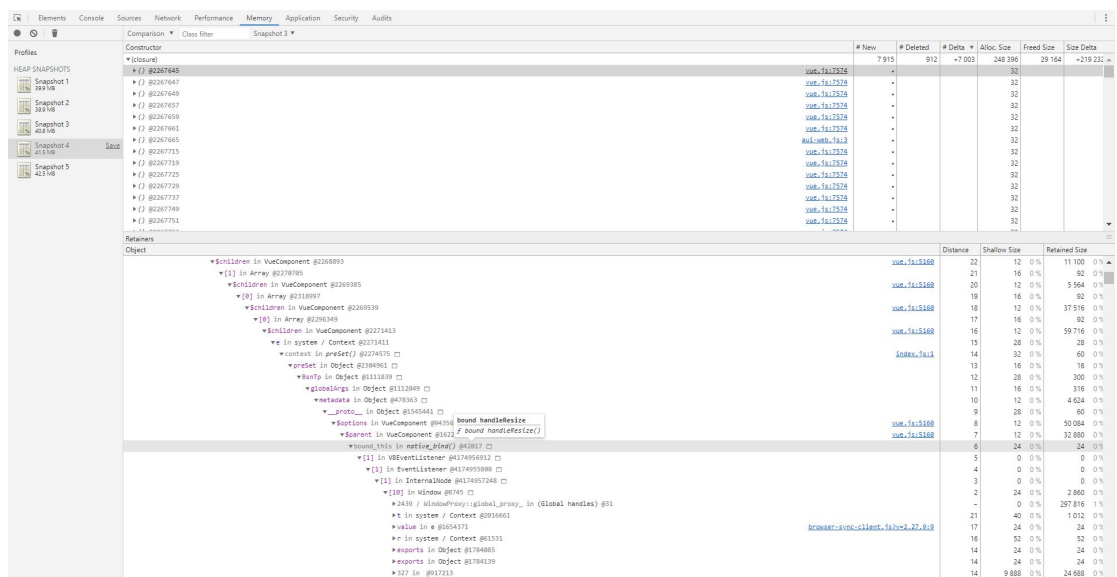 Elements Console Sources Network Performance Memory Application Security Audits
Comparison ▼ Class filter Snapshot 3 ▼
Profiles
HEAP SNAPSHOTS
Snapshot 1
39.9 MB
Snapshot 2
39.9 MB
Snapshot 3
40.8 MB
Snapshot 4 Save
41.5 MB
Snapshot 5
42.5 MB
Constructor # New # Deleted # Delta ▼ Alloc. Size Freed Size Size Delta
▼(closure) 7 915 912 +7 003 248 396 29 164 +219 232
▶() @2267645 vue.js:7574 • 32
▶() @2267647 vue.js:7574 • 32
▶() @2267649 vue.js:7574 • 32
▶() @2267657 vue.js:7574 • 32
▶() @2267659 vue.js:7574 • 32
▶() @2267661 vue.js:7574 • 32
▶() @2267665 aui-web.js:3 • 32
▶() @2267715 vue.js:7574 • 32
▶() @2267719 vue.js:7574 • 32
▶() @2267725 vue.js:7574 • 32
▶() @2267729 vue.js:7574 • 32
▶() @2267737 vue.js:7574 • 32
▶() @2267749 vue.js:7574 • 32
▶() @2267751 vue.js:7574 • 32
Retainers
Object Distance Shallow Size Retained Size
▼$children in VueComponent @2268893 vue.js:5160 22 12 0 % 11 100 0 %
▼[1] in Array @2270705 21 16 0 % 92 0 %
▼$children in VueComponent @2269385 vue.js:5160 20 12 0 % 5 564 0 %
▼[0] in Array @2318997 19 16 0 % 92 0 %
▼$children in VueComponent @2269539 vue.js:5160 18 12 0 % 37 516 0 %
▼[0] in Array @2296349 17 16 0 % 92 0 %
▼$children in VueComponent @2271413 vue.js:5160 16 12 0 % 59 716 0 %
▼e in system / Context @2271411 15 28 0 % 28 0 %
▼context in preSet() @2274575 index.js:1 14 32 0 % 60 0 %
▼preSet in Object @2304961 13 16 0 % 16 0 %
▼BsnTp in Object @1111839 12 28 0 % 300 0 %
▼globalArgs in Object @1112049 11 16 0 % 316 0 %
▼metadata in Object @478363 10 12 0 % 4 624 0 %
▼__proto__ in Object @1545441 9 28 0 % 60 0 %
▼$options in VueComponent @94356 vue.js:5160 8 12 0 % 50 084 0 %
bound handleResize
ƒ bound handleResize()
▼$parent in VueComponent @1622 vue.js:5160 7 12 0 % 32 880 0 %
▼bound_this in native_bind() @42017 6 24 0 % 24 0 %
▼[1] in V8EventListener @4174956912 5 0 0 % 0 0 %
▼[1] in EventListener @4174955808 4 0 0 % 0 0 %
▼[1] in InternalNode @4174957248 3 0 0 % 0 0 %
▼[10] in Window @8745 2 24 0 % 2 860 0 %
▶2439 / WindowProxy::global_proxy_ in (Global handles) @31 – 0 0 % 297 816 1 %
▶t in system / Context @2016661 21 40 0 % 1 012 0 %
▶value in e @1654371 browser-sync-client.js?v=2.27.9:9 17 24 0 % 24 0 %
▶r in system / Context @61531 16 52 0 % 52 0 %
▶exports in Object @1784085 14 24 0 % 24 0 %
▶exports in Object @1784139 14 24 0 % 24 0 %
▶327 in @917213 14 9 888 0 % 24 688 0 %